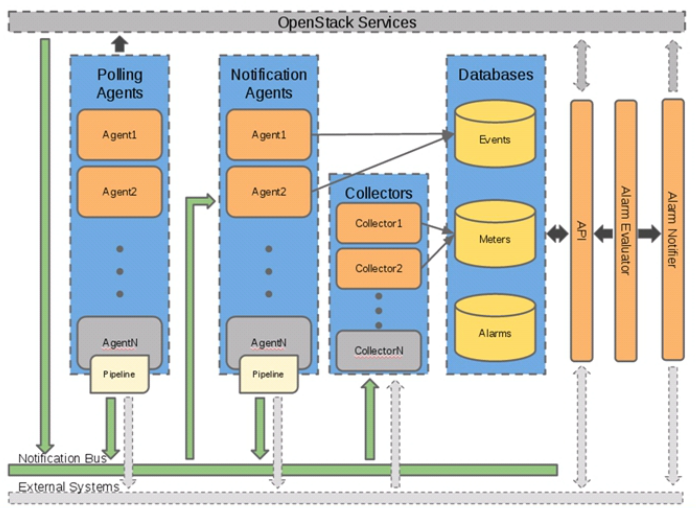 OpenStack Services
Polling
Agents
Agent1
Agent2
AgentN
Pipeline
Notification
Agents
Agent1
Agent2
AgentN
Pipeline
Collectors
Collector1
Collector2
CollectorN
Databases
Events
Meters
Alarms
API
Alarm Evaluator
Alarm Notifier
Notification Bus
External Systems